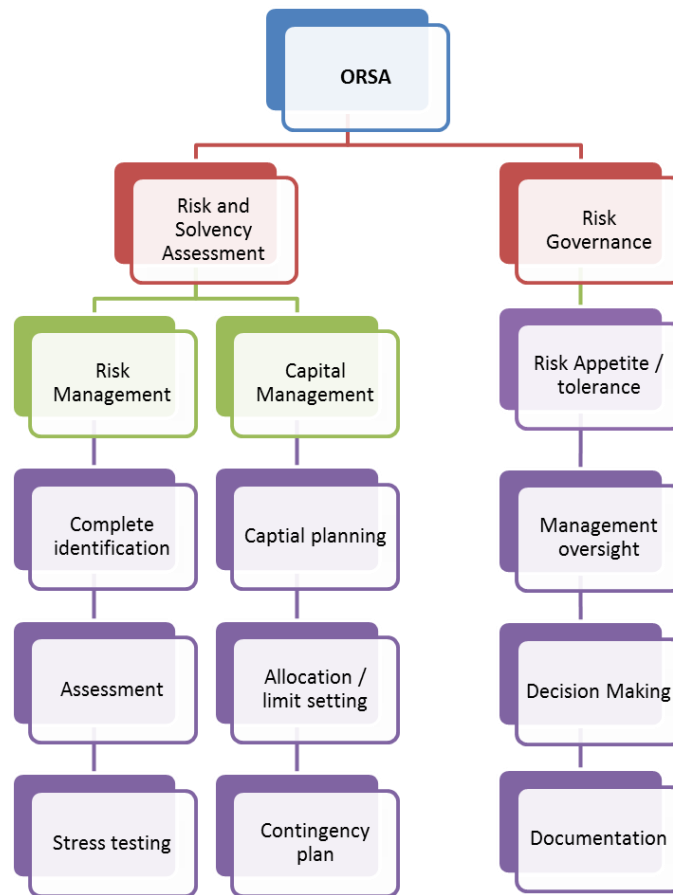 ORSA
Risk and
Solvency
Assessment
Risk
Governance
Risk
Management
Capital
Management
Risk Appetite /
tolerance
Complete
identification
Captial planning
Management
oversight
Assessment
Allocation /
limit setting
Decision Making
Stress testing
Contingency
plan
Documentation